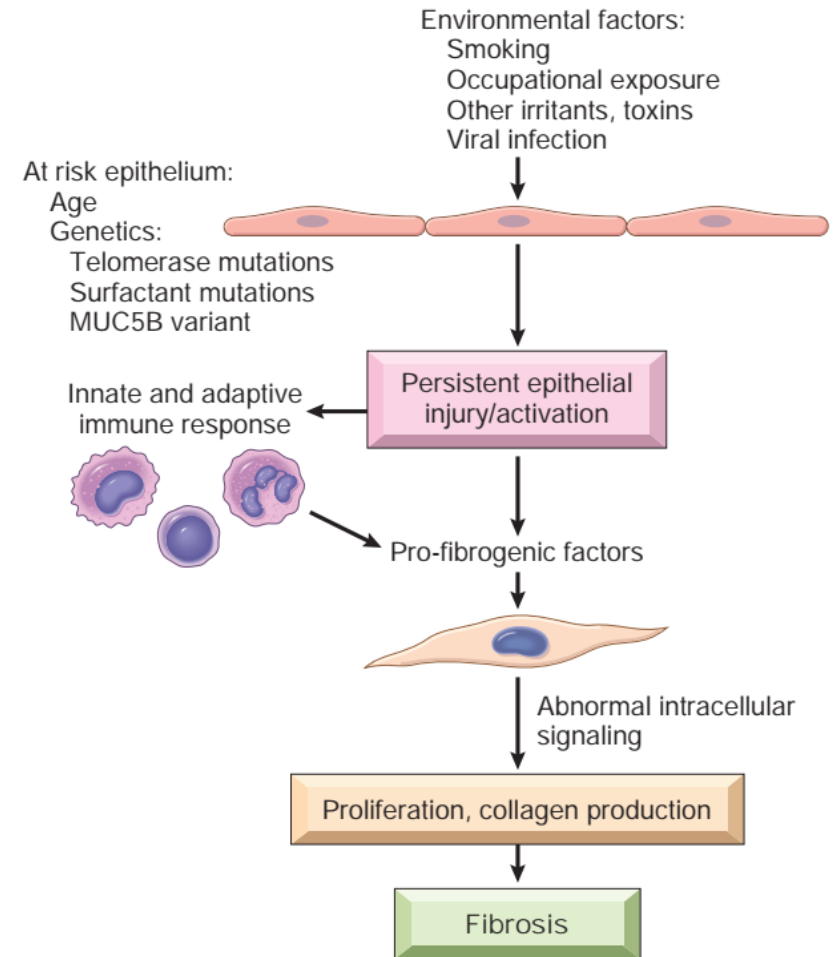 Environmental factors:
Smoking
Occupational exposure
Other irritants, toxins
Viral infection
At risk epithelium:
Age
Genetics:
Telomerase mutations
Surfactant mutations
MUC5B variant
Persistent epithelial
injury/activation
Innate and adaptive
immune response
Pro-fibrogenic factors
Abnormal intracellular
signaling
Proliferation, collagen production
Fibrosis